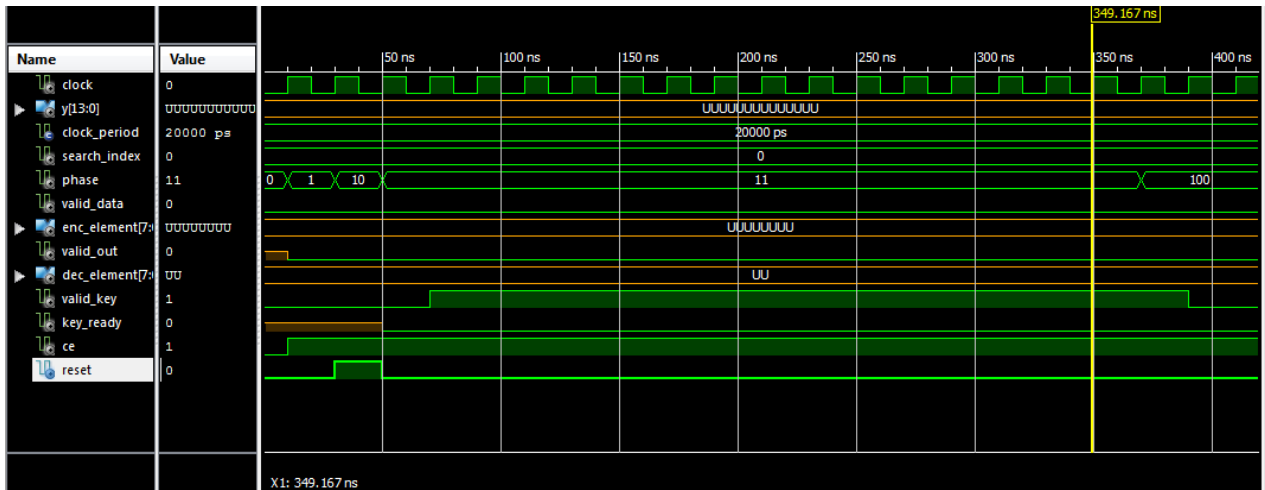 349.167 ns
Name Value
50 ns 100 ns 150 ns 200 ns 250 ns 300 ns 350 ns 400 ns
clock 0
y[13:0] UUUUUUUUUUU UUUUUUUUUUUUUU
clock_period 20000 ps 20000 ps
search_index 0 0
phase 11 0 1 10 11 100
valid_data 0
enc_element[7:0 UUUUUUUU UUUUUUUU
valid_out 0
dec_element[7:0 UU UU
valid_key 1
key_ready 0
ce 1
reset 0
X1: 349.167 ns